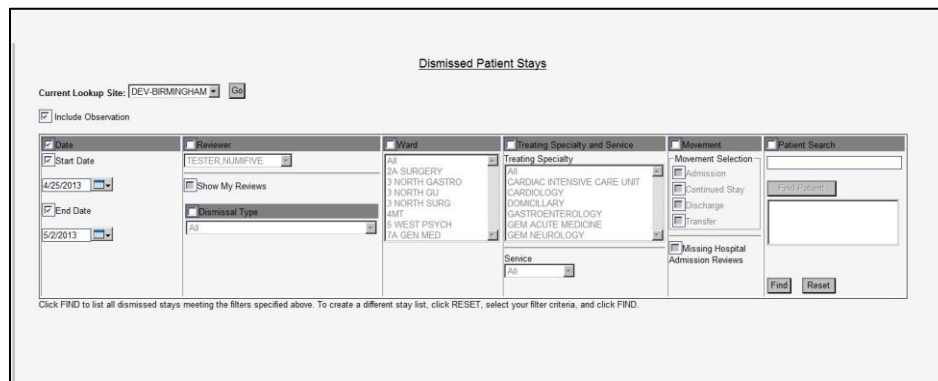 Dismissed Patient Stays
Current Lookup Site: DEV-BIRMINGHAM Go
Include Observation
Date
Start Date
4/25/2013
End Date
5/2/2013
Reviewer
TESTER,NUMIFIVE
Show My Reviews
Dismissal Type
All
Ward
All
2A SURGERY
3 NORTH GASTRO
3 NORTH GU
3 NORTH SURG
4MT
5 WEST PSYCH
7A GEN MED
Treating Specialty and Service
Treating Specialty
All
CARDIAC INTENSIVE CARE UNIT
CARDIOLOGY
DOMICILLARY
GASTROENTEROLOGY
GEM ACUTE MEDICINE
GEM NEUROLOGY
Service
All
Movement
Movement Selection
Admission
Continued Stay
Discharge
Transfer
Missing Hospital
Admission Reviews
Patient Search
Find Patient
Find Reset
Click FIND to list all dismissed stays meeting the filters specified above. To create a different stay list, click RESET, select your filter criteria, and click FIND.